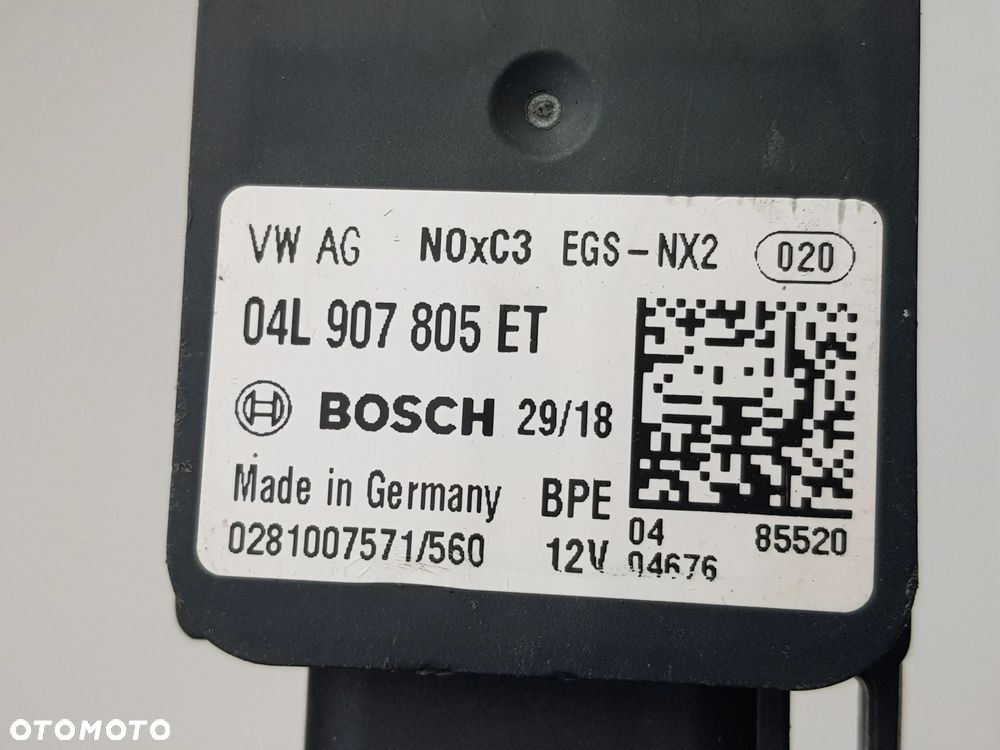 VW AG NOxC3 EGS-NX2 020
04L 907 805 ET
BOSCH 29/18
Made in Germany BPE
0281007571/560 12V
04 85520
04676
OTOMOTO